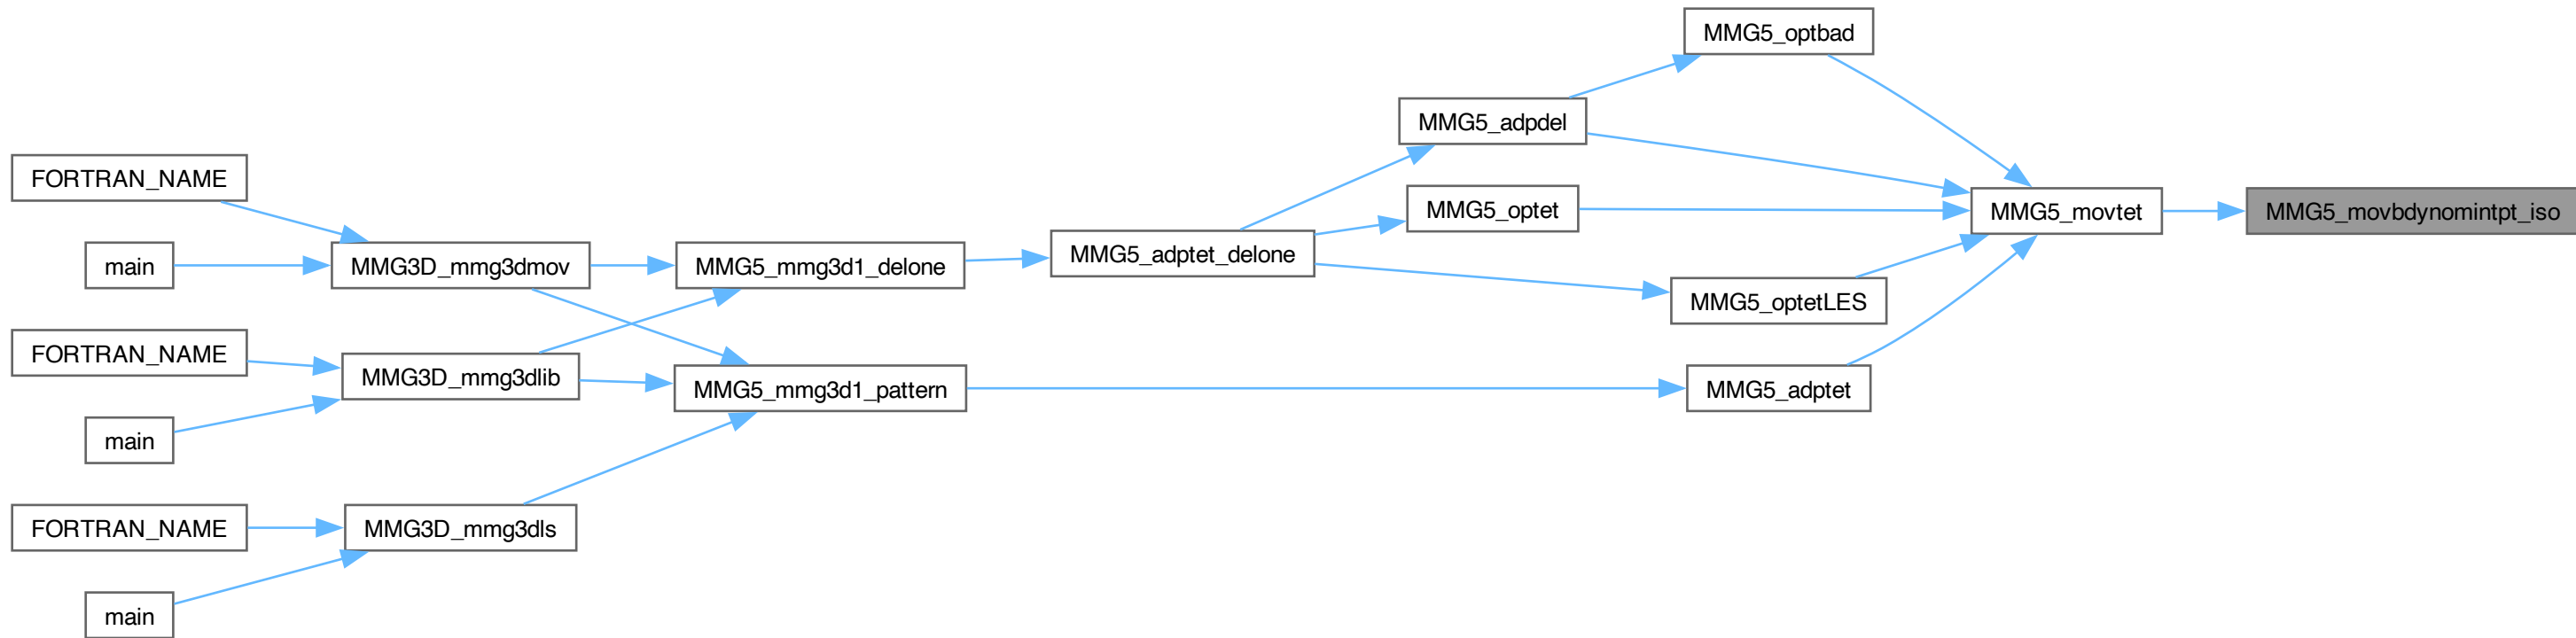 MMG5_optbad
MMG5_adpdel
FORTRAN_NAME
MMG5_optet
MMG5_movtet
MMG5_movbdynomintpt_iso
main
MMG3D_mmg3dmov
MMG5_mmg3d1_delone
MMG5_adptet_delone
MMG5_optetLES
FORTRAN_NAME
MMG3D_mmg3dlib
MMG5_mmg3d1_pattern
MMG5_adptet
main
FORTRAN_NAME
MMG3D_mmg3dls
main